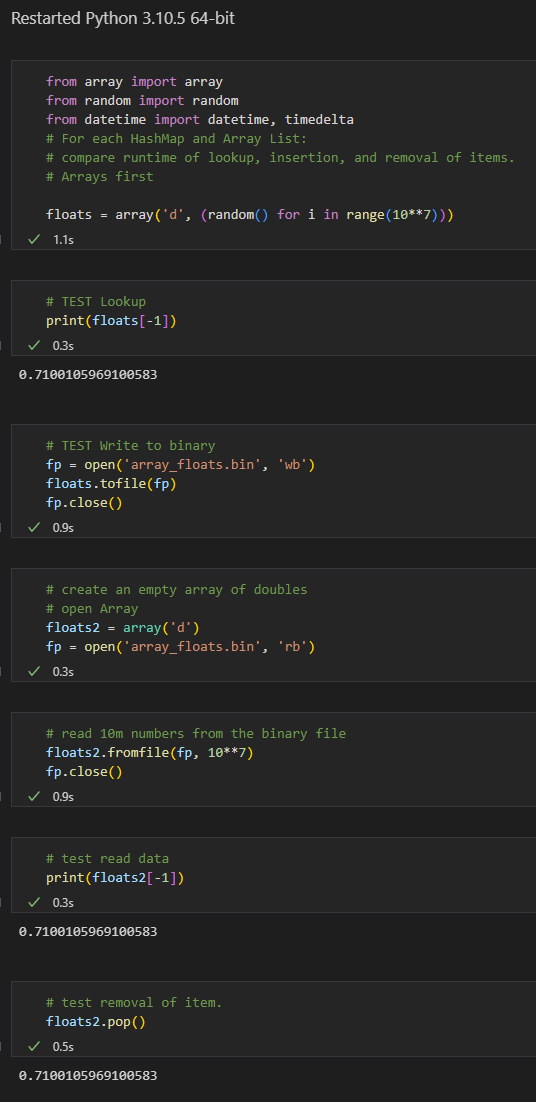 Restarted Python 3.10.5 64-bit
from array import array
from random import random
from datetime import datetime, timedelta
# For each HashMap and Array List:
# compare runtime of lookup, insertion, and removal of items.
# Arrays first
floats = array('d', (random() for i in range(10**7)))
1.1s
# TEST Lookup
print(floats[-1])
0.3s
0.7100105969100583
# TEST Write to binary
fp = open('array_floats.bin', 'wb')
floats.tofile(fp)
fp.close()
0.9s
# create an empty array of doubles
# open Array
floats2 = array('d')
fp = open('array_floats.bin', 'rb')
0.3s
# read 10m numbers from the binary file
floats2.fromfile(fp, 10**7)
fp.close()
0.9s
# test read data
print(floats2[-1])
0.3s
0.7100105969100583
# test removal of item.
floats2.pop()
0.5s
0.7100105969100583